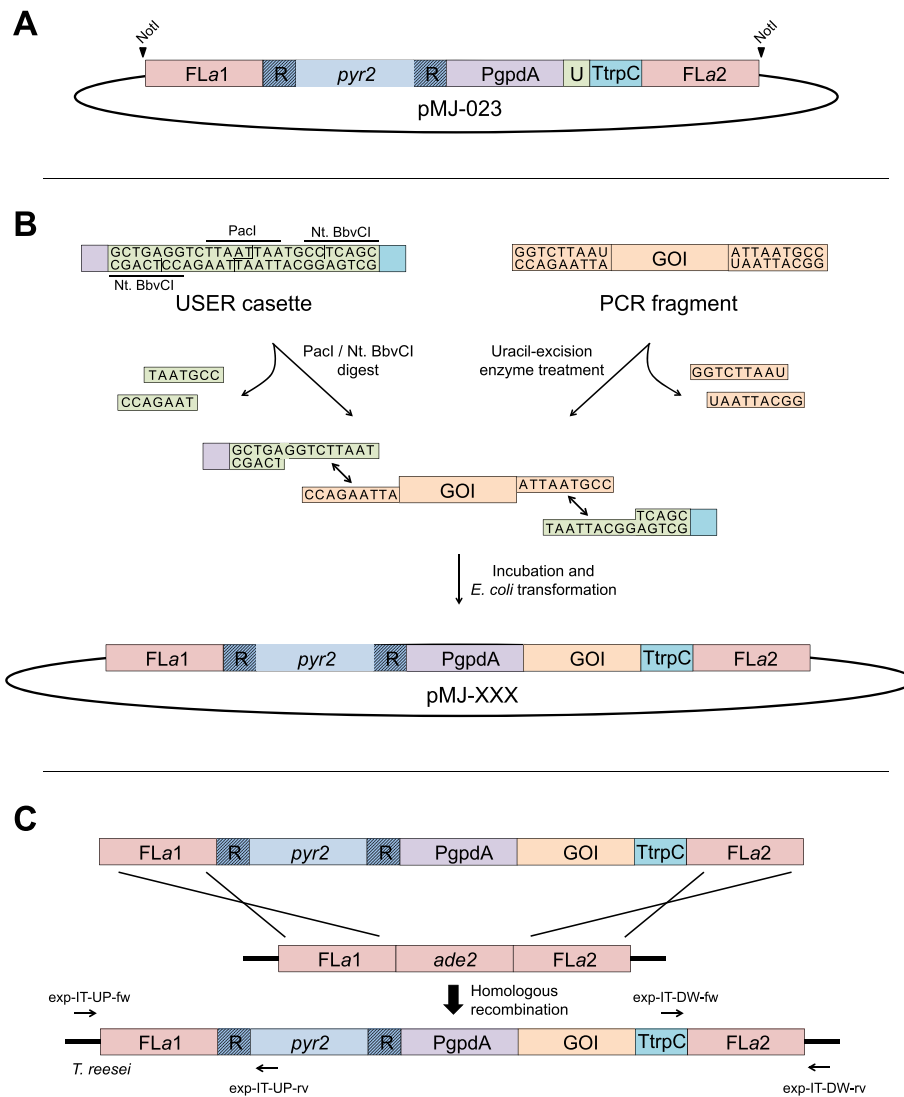 A
NotI
NotI
FLa1 R pyr2 R PgpdA U TtrpC FLa2
pMJ-023
B
PacI
Nt. BbvCI
GCTGAGGTCTTAATTAATGCCTCAGC
CGACTCCAGAATTAATTACGGAGTCG
Nt. BbvCI
USER casette
GGTCTTAAU GOI ATTAATGCC
CCAGAATTA UAATTACGG
PCR fragment
PacI / Nt. BbvCI
digest
Uracil-excision
enzyme treatment
TAATGCC
CCAGAAT
GGTCTTAAU
UAATTACGG
GCTGAGGTCTTAAT
CGACT
CCAGAATTA GOI ATTAATGCC
TCAGC
TAATTACGGAGTCG
Incubation and
E. coli transformation
FLa1 R pyr2 R PgpdA GOI TtrpC FLa2
pMJ-XXX
C
FLa1 R pyr2 R PgpdA GOI TtrpC FLa2
FLa1 ade2 FLa2
Homologous
recombination
exp-IT-UP-fw
exp-IT-DW-fw
FLa1 R pyr2 R PgpdA GOI TtrpC FLa2
T. reesei
exp-IT-UP-rv
exp-IT-DW-rv